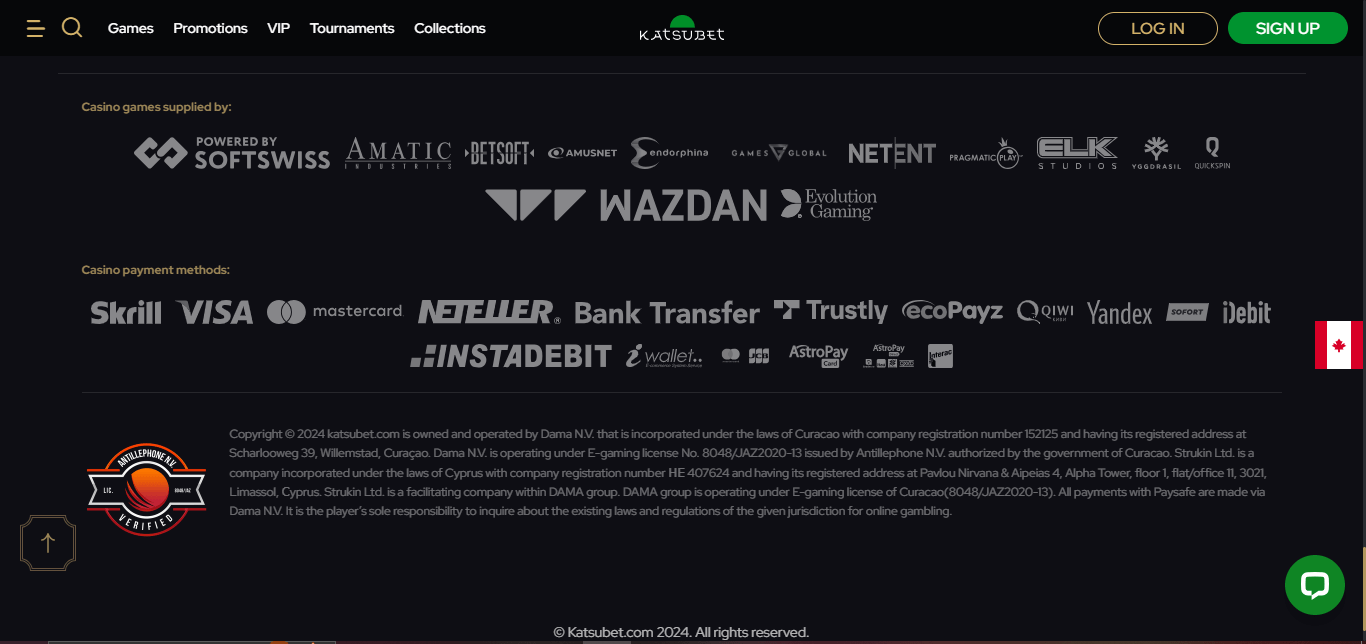 Games Promotions VIP Tournaments Collections
KATSUBET
LOG IN SIGN UP
Casino games supplied by:
POWERED BY
SOFTSWISS
AMATIC
INDUSTRIES
BETSOFT
AMUSNET
endorphina
GAMES GLOBAL
NETENT
PRAGMATIC PLAY
ELK
STUDIOS
YGGDRASIL
QUICKSPIN
WAZDAN
Evolution
Gaming
Casino payment methods:
Skrill VISA mastercard NETELLER Bank Transfer Trustly ecoPayz QIWI Yandex SOFORT iDebit
INSTADEBIT iwallet.. JCB AstroPay Card AstroPay Interac
ANTILLEPHONE N.V.
LIC. 8048/JAZ
VERIFIED
Copyright © 2024 katsubet.com is owned and operated by Dama N.V. that is incorporated under the laws of Curacao with company registration number 152125 and having its registered address at
Scharlooweg 39, Willemstad, Curaçao. Dama N.V. is operating under E-gaming license No. 8048/JAZ2020-13 issued by Antillephone N.V. authorized by the government of Curacao. Strukin Ltd. is a
company incorporated under the laws of Cyprus with company registration number HE 407624 and having its registered address at Pavlou Nirvana & Aipeias 4, Alpha Tower, floor 1, flat/office 11, 3021,
Limassol, Cyprus. Strukin Ltd. is a facilitating company within DAMA group. DAMA group is operating under E-gaming license of Curacao(8048/JAZ2020-13). All payments with Paysafe are made via
Dama N.V. It is the player’s sole responsibility to inquire about the existing laws and regulations of the given jurisdiction for online gambling.
© Katsubet.com 2024. All rights reserved.